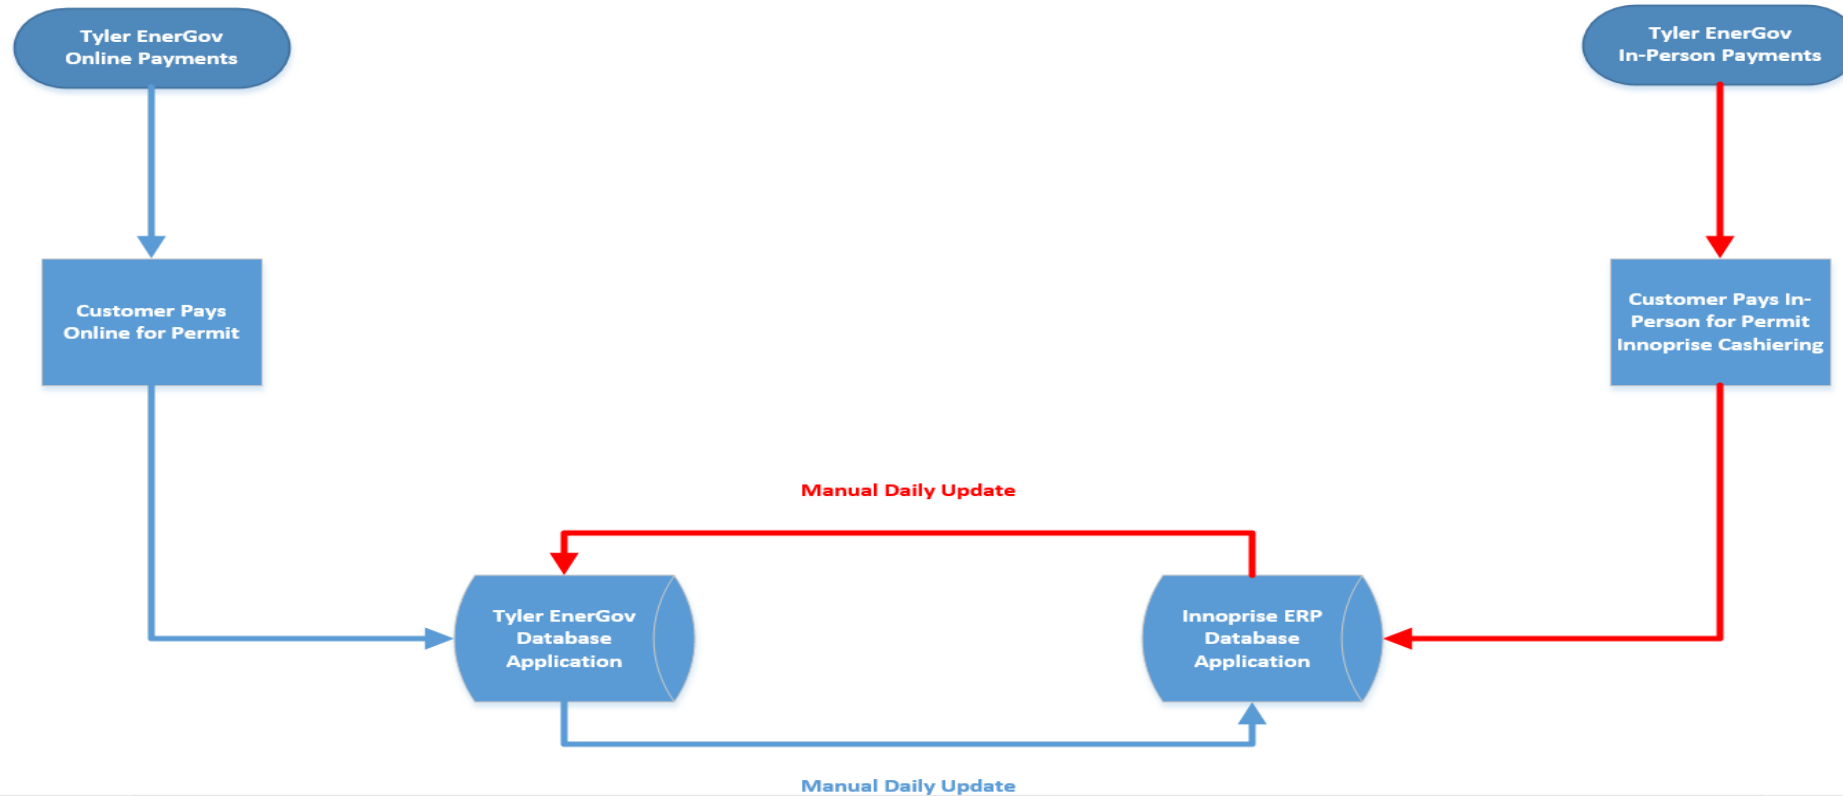 Tyler EnerGov
Online Payments
Tyler EnerGov
In-Person Payments
Customer Pays
Online for Permit
Customer Pays In-
Person for Permit
Innoprise Cashiering
Manual Daily Update
Tyler EnerGov
Database
Application
Innoprise ERP
Database
Application
Manual Daily Update